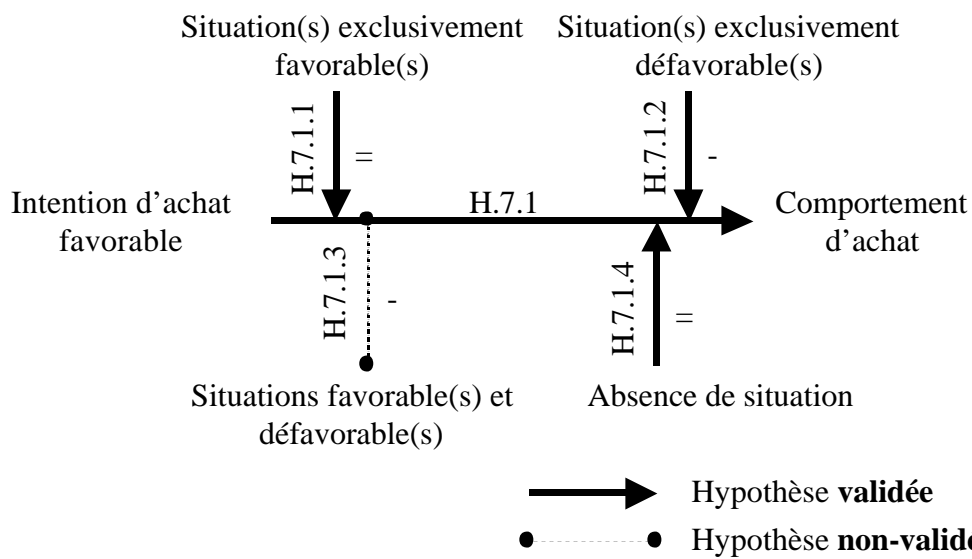 Situation(s) exclusivement
favorable(s)
Situation(s) exclusivement
défavorable(s)
H.7.1.1
=
H.7.1.2
-
Intention d’achat
favorable
H.7.1
Comportement
d’achat
H.7.1.3
-
H.7.1.4
=
Situations favorable(s) et
défavorable(s)
Absence de situation
Hypothèse validée
Hypothèse non-validé